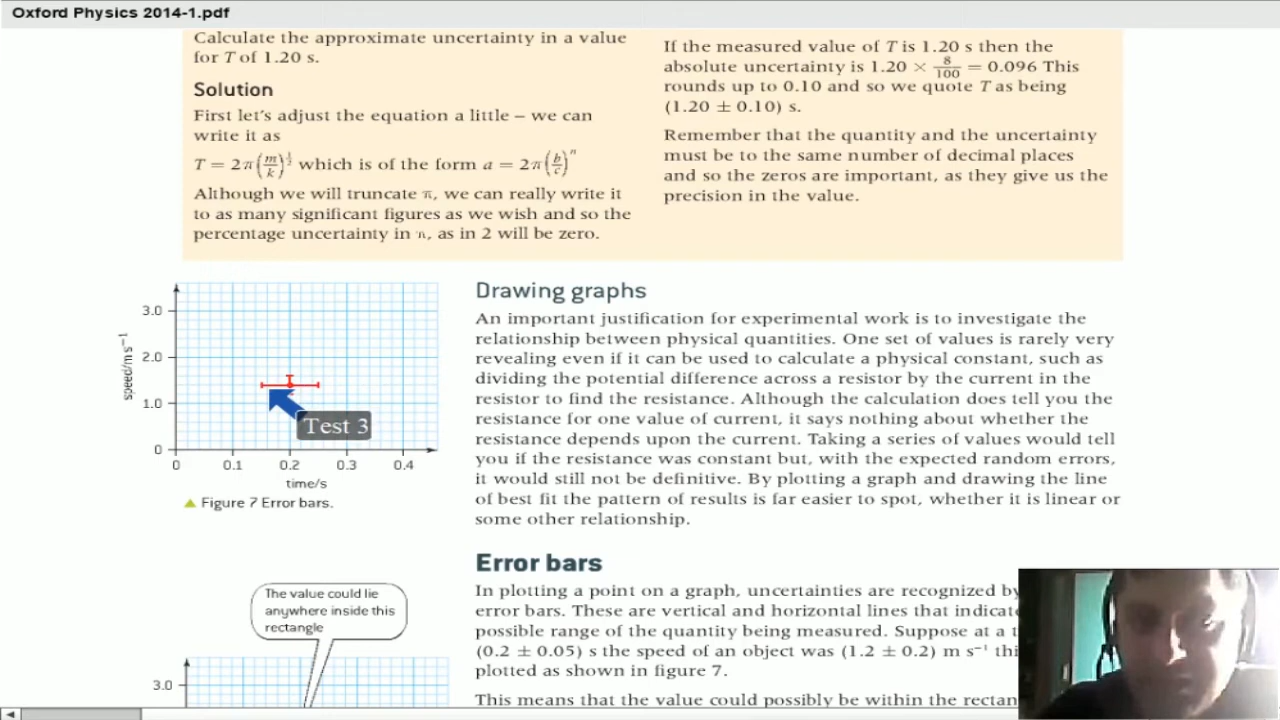 Oxford Physics 2014-1.pdf
Calculate the approximate uncertainty in a value
for T of 1.20 s.
Solution
First let's adjust the equation a little – we can
write it as
T = 2π(m/k)^½ which is of the form a = 2π(b/c)^n
Although we will truncate π, we can really write it
to as many significant figures as we wish and so the
percentage uncertainty in π, as in 2 will be zero.
If the measured value of T is 1.20 s then the
absolute uncertainty is 1.20 × 8/100 = 0.096 This
rounds up to 0.10 and so we quote T as being
(1.20 ± 0.10) s.
Remember that the quantity and the uncertainty
must be to the same number of decimal places
and so the zeros are important, as they give us the
precision in the value.
3.0
2.0
1.0
0
speed/m s⁻¹
0 0.1 0.2 0.3 0.4
time/s
Test 3
Figure 7 Error bars.
Drawing graphs
An important justification for experimental work is to investigate the
relationship between physical quantities. One set of values is rarely very
revealing even if it can be used to calculate a physical constant, such as
dividing the potential difference across a resistor by the current in the
resistor to find the resistance. Although the calculation does tell you the
resistance for one value of current, it says nothing about whether the
resistance depends upon the current. Taking a series of values would tell
you if the resistance was constant but, with the expected random errors,
it would still not be definitive. By plotting a graph and drawing the line
of best fit the pattern of results is far easier to spot, whether it is linear or
some other relationship.
The value could lie
anywhere inside this
rectangle
3.0
Error bars
In plotting a point on a graph, uncertainties are recognized by
error bars. These are vertical and horizontal lines that indicate
possible range of the quantity being measured. Suppose at a t
(0.2 ± 0.05) s the speed of an object was (1.2 ± 0.2) m s⁻¹ thi
plotted as shown in figure 7.
This means that the value could possibly be within the rectan